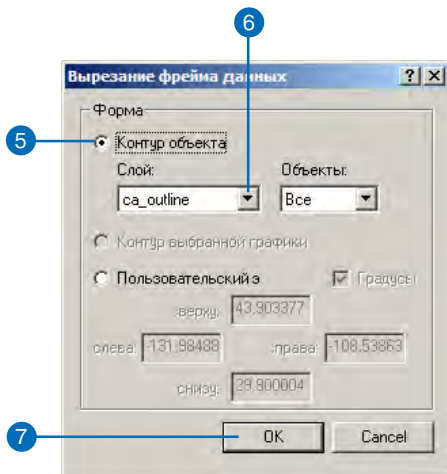 6
Вырезание фрейма данных
Форма
5
Контур объекта
Слой: Объекты:
ca_outline Все
Контур выбранной графики
Пользовательский э Градусы
верху: 43.903377
слева: -131.98488 справа: -108.53863
снизу: 29.800004
7
OK Cancel